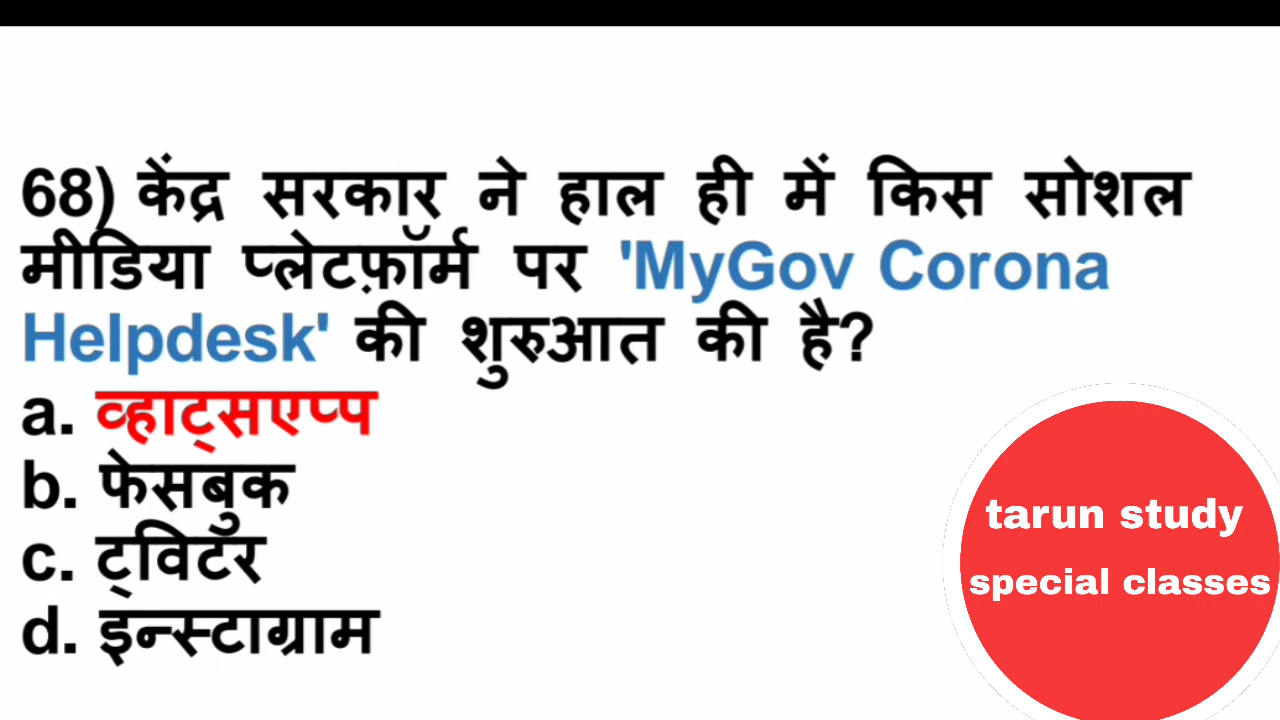 68) केंद्र सरकार ने हाल ही में किस सोशल
मीडिया प्लेटफ़ॉर्म पर 'MyGov Corona
Helpdesk' की शुरुआत की है?
a. व्हाट्सएप्प
b. फेसबुक
c. ट्विटर
d. इन्स्टाग्राम
tarun study
special classes